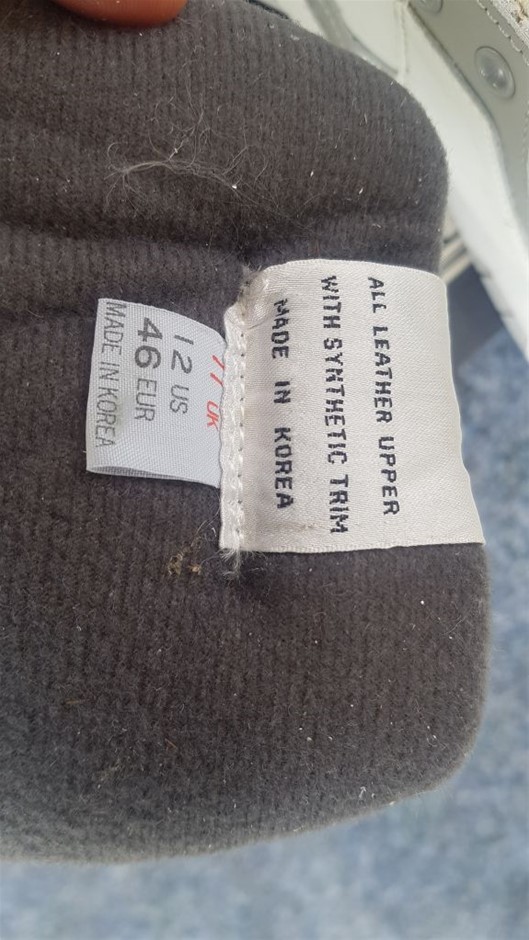 ALL LEATHER UPPER
WITH SYNTHETIC TRIM
MADE IN KOREA
11 UK
12 US
46 EUR
MADE IN KOREA